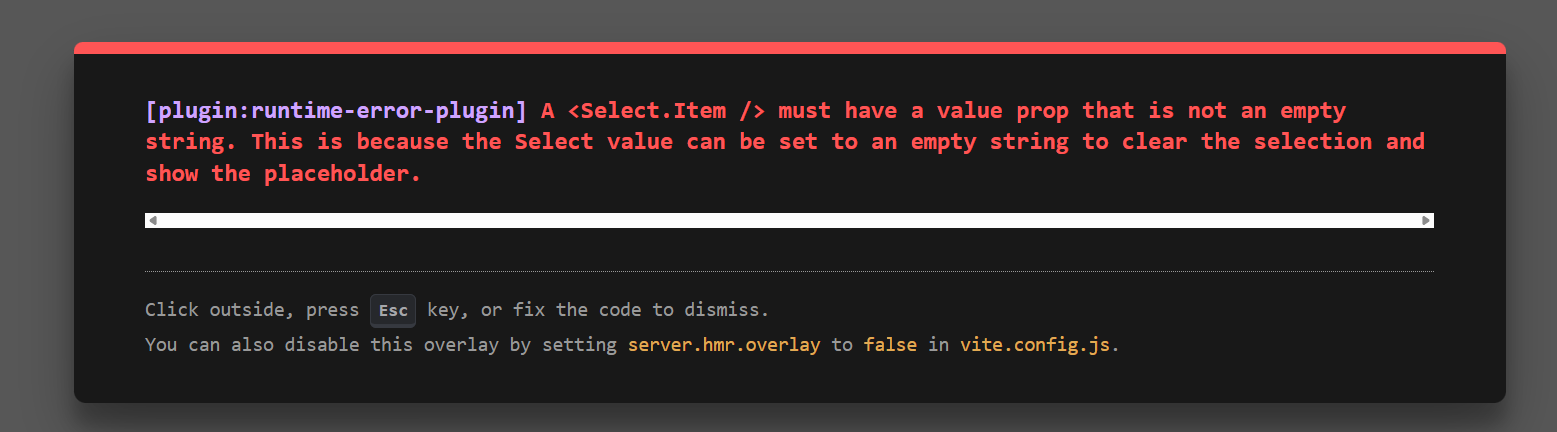 [plugin:runtime-error-plugin] A <Select.Item /> must have a value prop that is not an empty
string. This is because the Select value can be set to an empty string to clear the selection and
show the placeholder.
Click outside, press Esc key, or fix the code to dismiss.
You can also disable this overlay by setting server.hmr.overlay to false in vite.config.js.